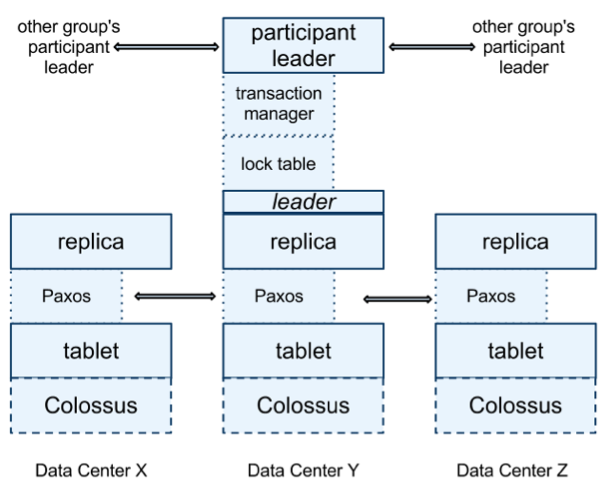 other group's
participant
leader
participant
leader
other group's
participant
leader
transaction
manager
lock table
leader
replica
replica
replica
Paxos
Paxos
Paxos
tablet
tablet
tablet
Colossus
Colossus
Colossus
Data Center X
Data Center Y
Data Center Z